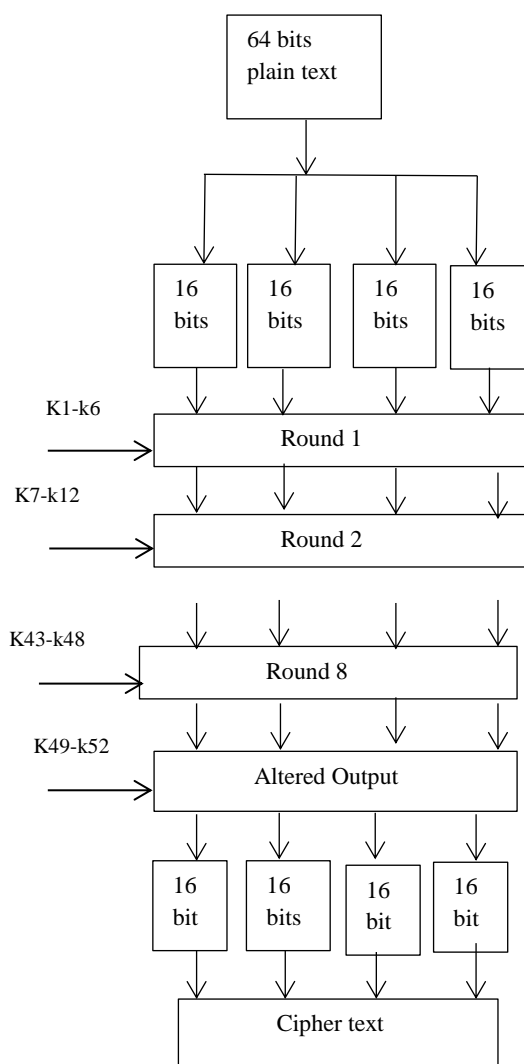 64 bits
plain text
16
bits
16
bits
16
bits
16
bits
K1-k6
Round 1
K7-k12
Round 2
K43-k48
Round 8
K49-k52
Altered Output
16
bit
16
bits
16
bit
16
bit
Cipher text